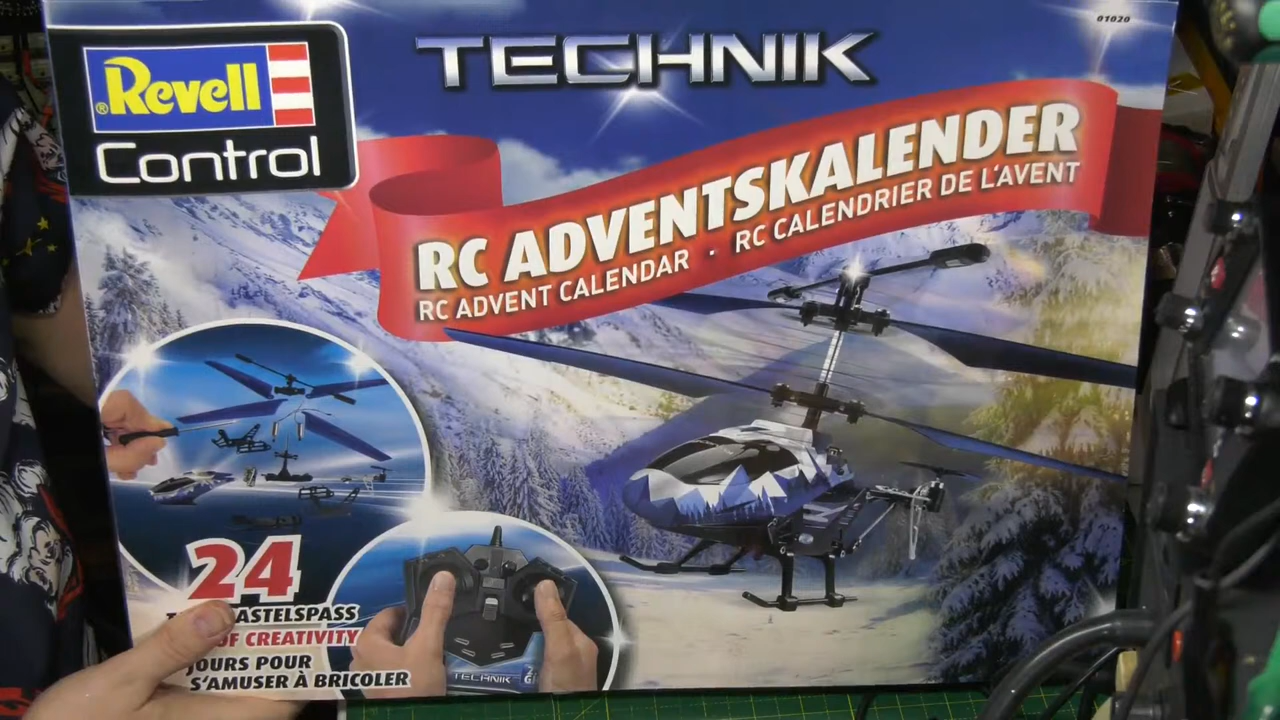 01020
Revell
Control
TECHNIK
RC ADVENTSKALENDER
RC ADVENT CALENDAR · RC CALENDRIER DE L'AVENT
24
OF CREATIVITY
JOURS POUR
S'AMUSER À BRICOLER
TECHNIK